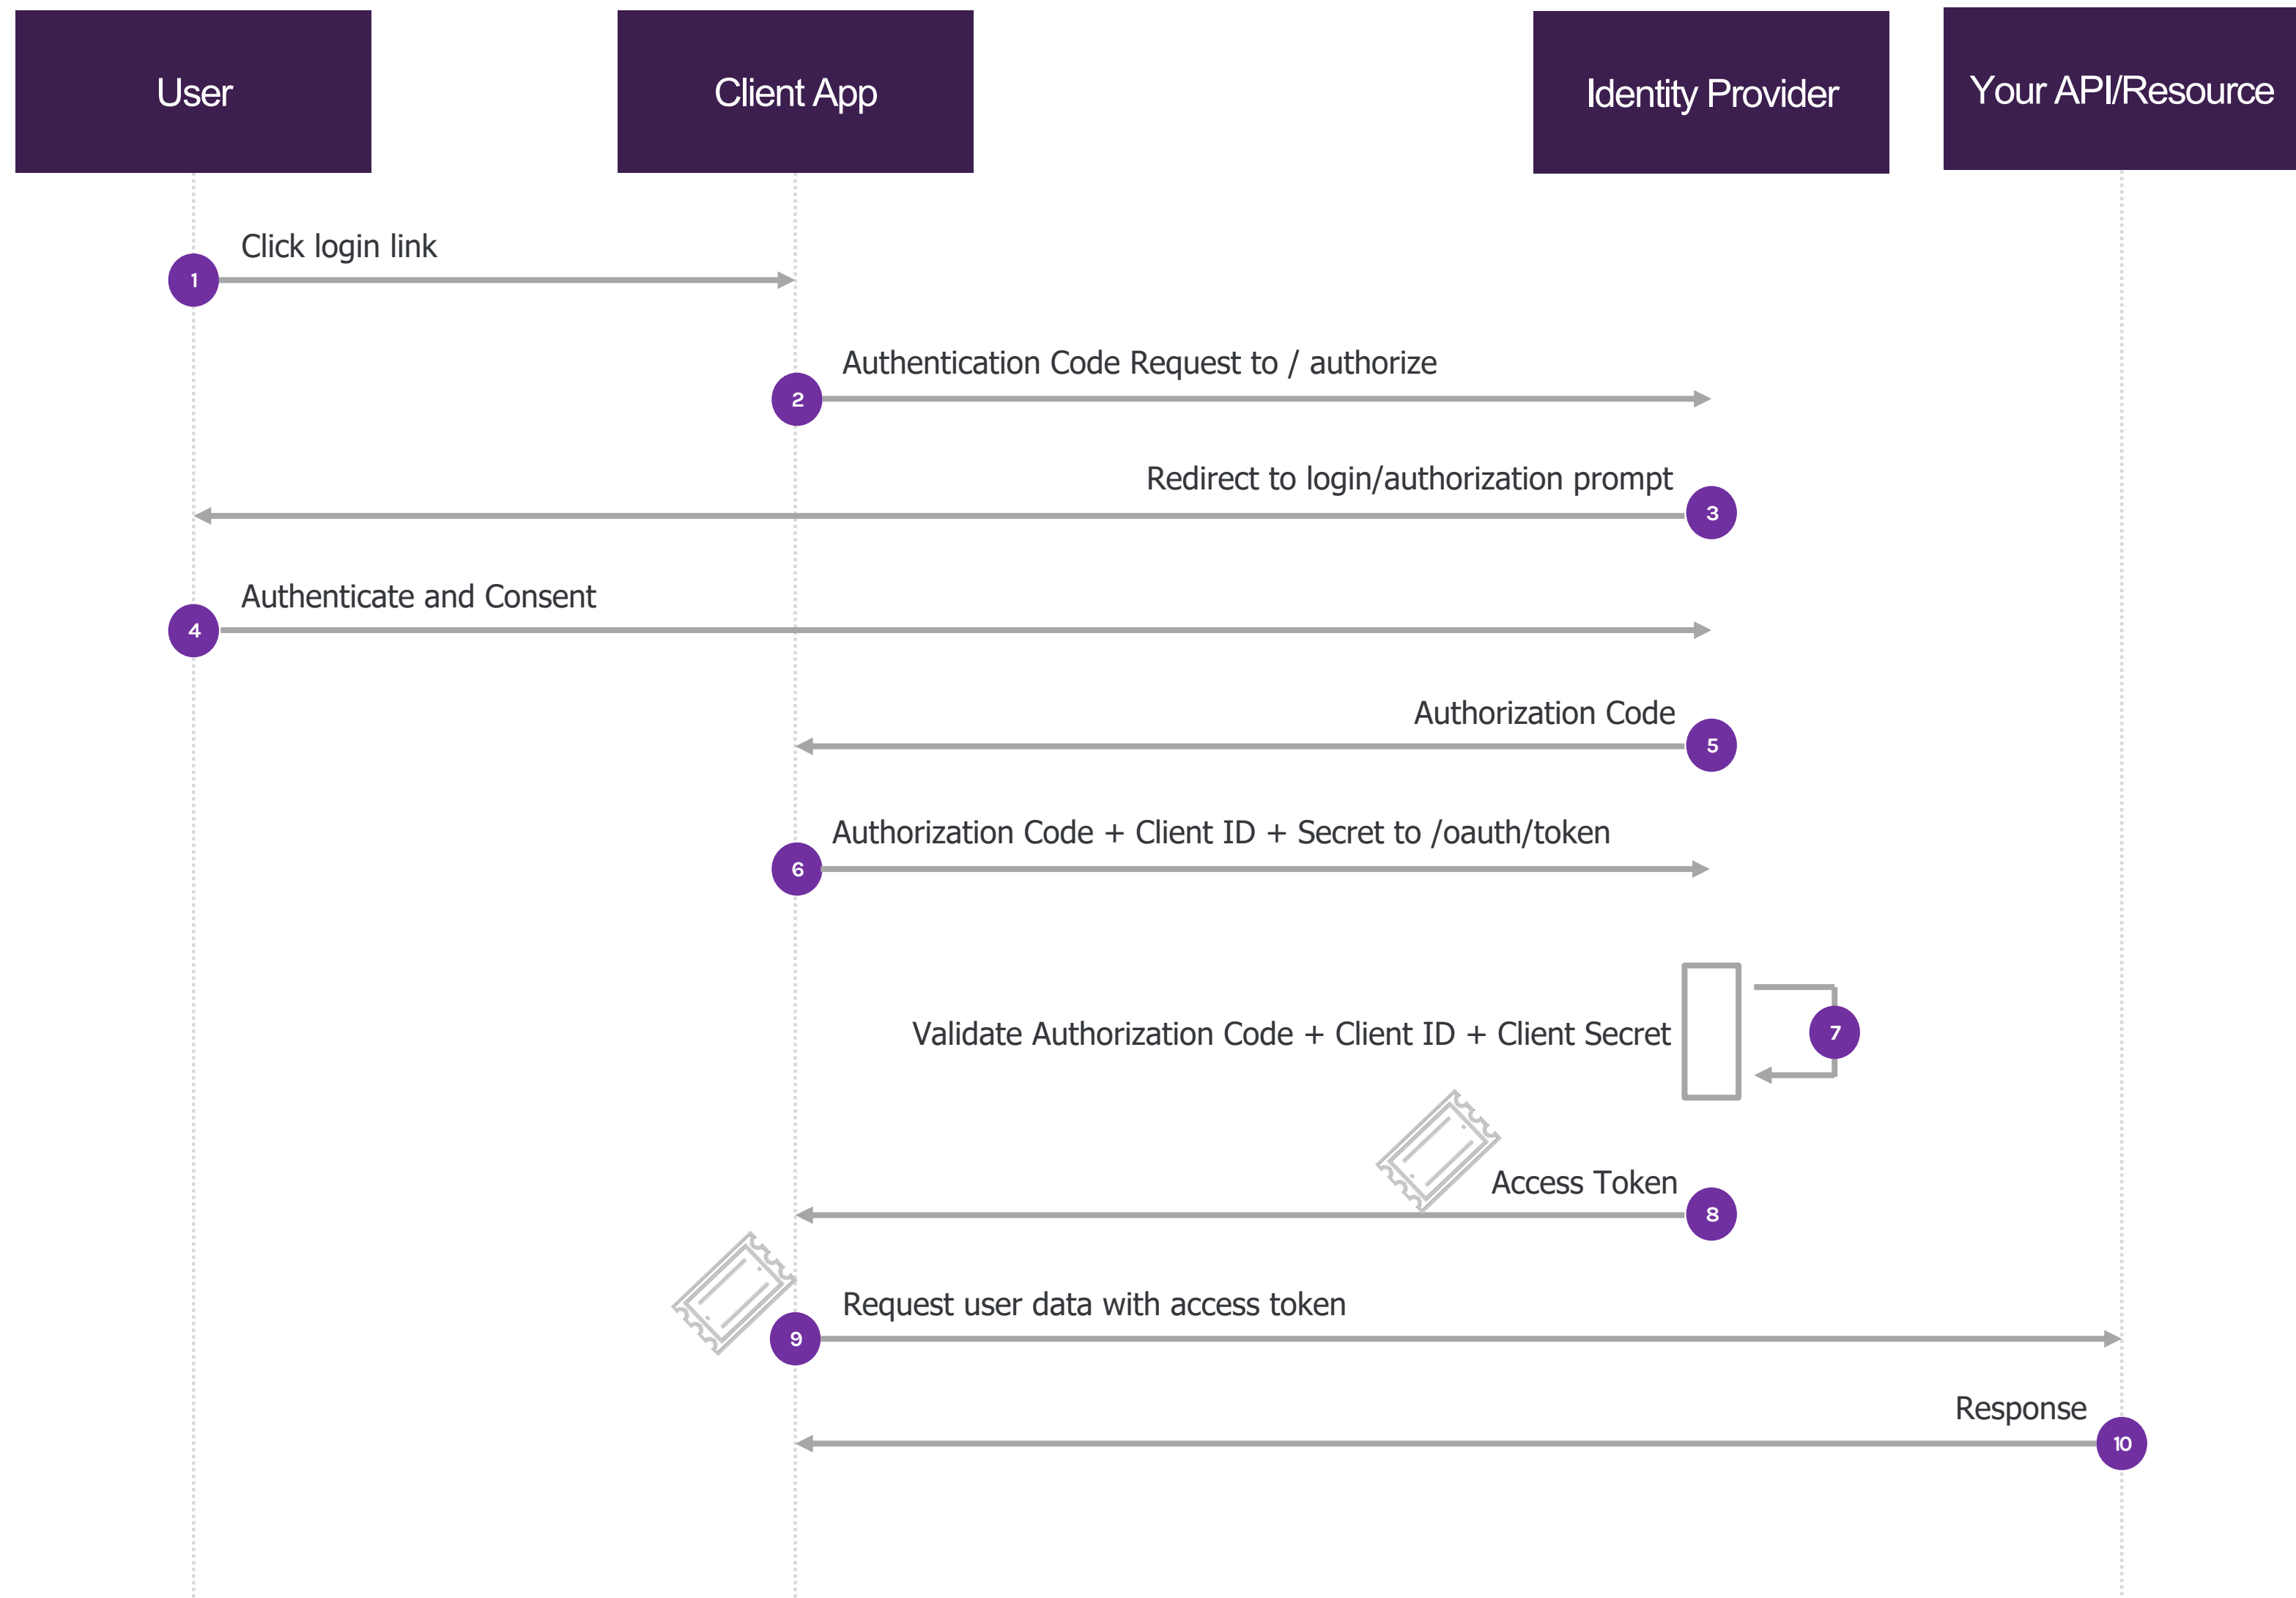 User
Client App
Identity Provider
Your API/Resource
Click login link
1
Authentication Code Request to / authorize
2
Redirect to login/authorization prompt
3
Authenticate and Consent
4
Authorization Code
5
Authorization Code + Client ID + Secret to /oauth/token
6
Validate Authorization Code + Client ID + Client Secret
7
Access Token
8
Request user data with access token
9
Response
10